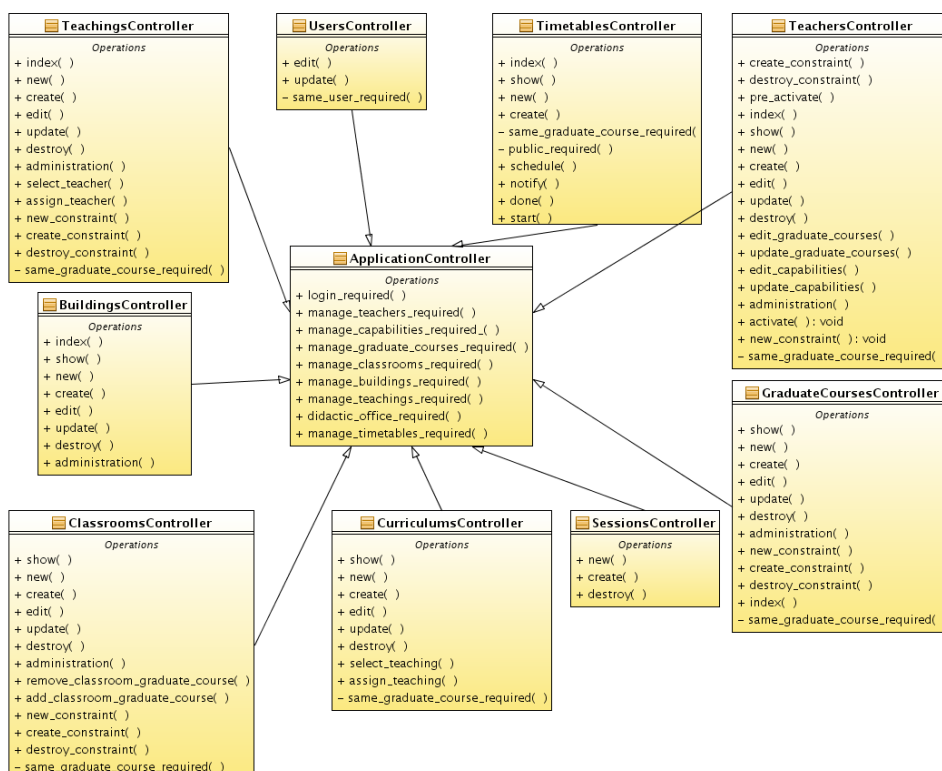 TeachingsController
Operations
+ index( )
+ new( )
+ create( )
+ edit( )
+ update( )
+ destroy( )
+ administration( )
+ select_teacher( )
+ assign_teacher( )
+ new_constraint( )
+ create_constraint( )
+ destroy_constraint( )
- same_graduate_course_required( )
UsersController
Operations
+ edit( )
+ update( )
- same_user_required( )
TimetablesController
Operations
+ index( )
+ show( )
+ new( )
+ create( )
- same_graduate_course_required(
- public_required( )
+ schedule( )
+ notify( )
+ done( )
+ start( )
TeachersController
Operations
+ create_constraint( )
+ destroy_constraint( )
+ pre_activate( )
+ index( )
+ show( )
+ new( )
+ create( )
+ edit( )
+ update( )
+ destroy( )
+ edit_graduate_courses( )
+ update_graduate_courses( )
+ edit_capabilities( )
+ update_capabilities( )
+ administration( )
+ activate( ) : void
+ new_constraint( ) : void
- same_graduate_course_required(
ApplicationController
Operations
+ login_required( )
+ manage_teachers_required( )
+ manage_capabilities_required_( )
+ manage_graduate_courses_required( )
+ manage_classrooms_required( )
+ manage_buildings_required( )
+ manage_teachings_required( )
+ didactic_office_required( )
+ manage_timetables_required( )
BuildingsController
Operations
+ index( )
+ show( )
+ new( )
+ create( )
+ edit( )
+ update( )
+ destroy( )
+ administration( )
GraduateCoursesController
Operations
+ show( )
+ new( )
+ create( )
+ edit( )
+ update( )
+ destroy( )
+ administration( )
+ new_constraint( )
+ create_constraint( )
+ destroy_constraint( )
+ index( )
- same_graduate_course_required(
ClassroomsController
Operations
+ show( )
+ new( )
+ create( )
+ edit( )
+ update( )
+ destroy( )
+ administration( )
+ remove_classroom_graduate_course( )
+ add_classroom_graduate_course( )
+ new_constraint( )
+ create_constraint( )
+ destroy_constraint( )
- same_graduate_course_required( )
CurriculumsController
Operations
+ show( )
+ new( )
+ create( )
+ edit( )
+ update( )
+ destroy( )
+ select_teaching( )
+ assign_teaching( )
- same_graduate_course_required( )
SessionsController
Operations
+ new( )
+ create( )
+ destroy( )